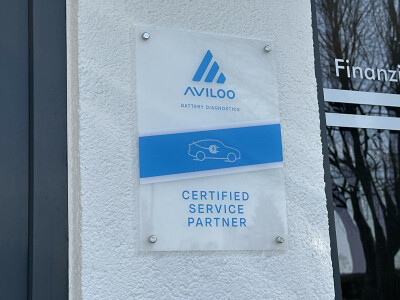 AVILOO
BATTERY DIAGNOSTICS
CERTIFIED
SERVICE
PARTNER